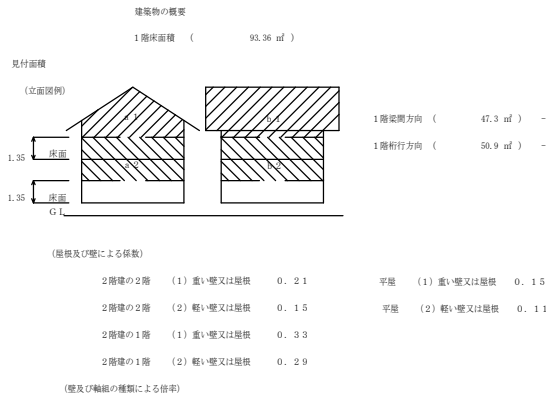 建築物の概要
1階床面積 （ 93.36 ㎡ ）
見付面積
(立面図例)
a1 b1
1階梁間方向 （ 47.3 ㎡ ） －
1階桁行方向 （ 50.9 ㎡ ） －
1.35 床面
a2 b2
1.35 床面
ＧＬ
(屋根及び壁による係数)
2階建の2階 （1）重い壁又は屋根 ０．２１ 平屋 （1）重い壁又は屋根 ０．１５
2階建の2階 （2）軽い壁又は屋根 ０．１５ 平屋 （2）軽い壁又は屋根 ０．１１
2階建の1階 （1）重い壁又は屋根 ０．３３
2階建の1階 （2）軽い壁又は屋根 ０．２９
(壁及び軸組の種類による倍率)